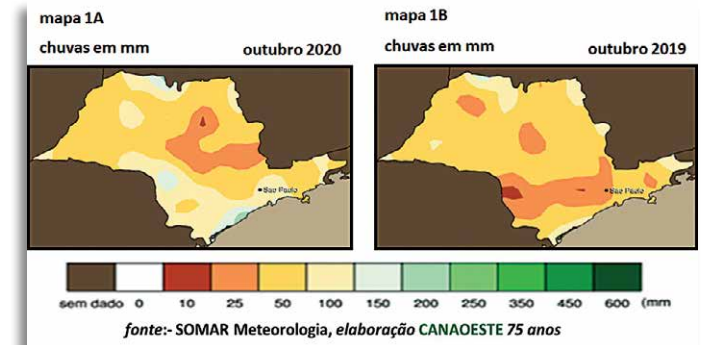 mapa 1A
chuvas em mm outubro 2020
São Paulo
mapa 1B
chuvas em mm outubro 2019
São Paulo
sem dado 0 10 25 50 100 150 200 250 350 450 600 (mm
fonte:- SOMAR Meteorologia, elaboração CANAOESTE 75 anos